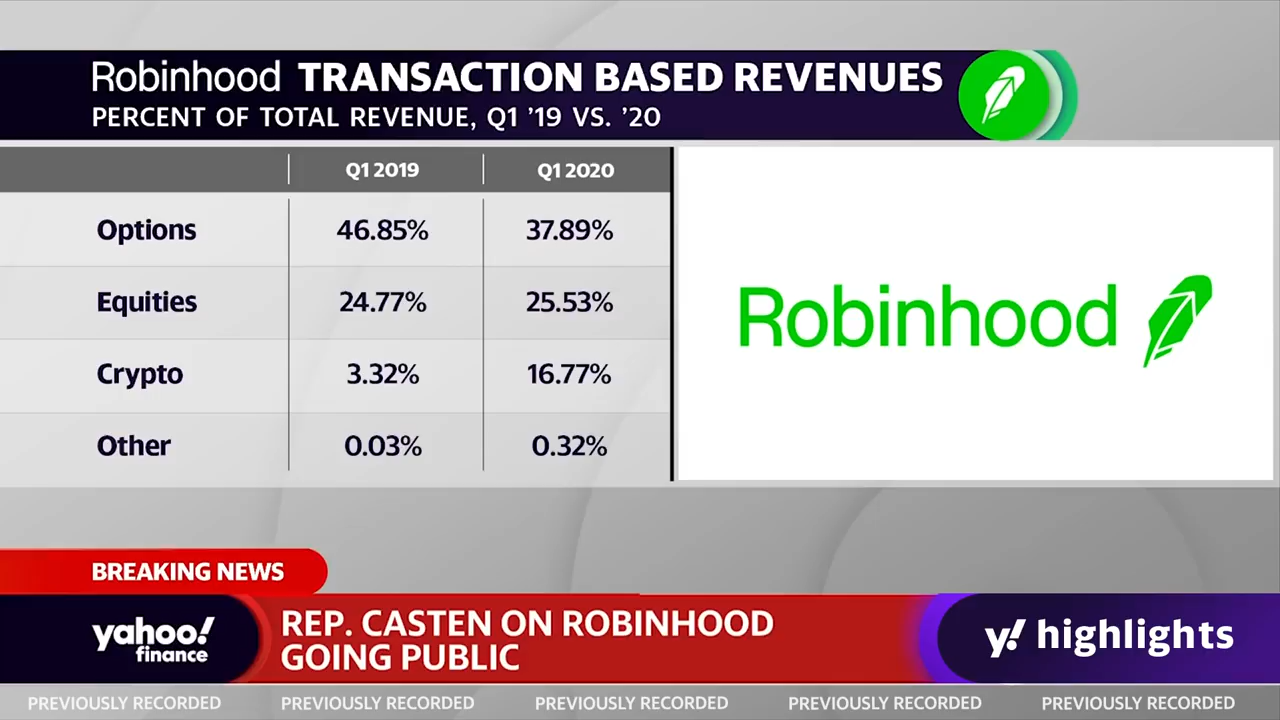 Robinhood TRANSACTION BASED REVENUES
PERCENT OF TOTAL REVENUE, Q1 ’19 VS. ’20
Q1 2019 Q1 2020
Options 46.85% 37.89%
Equities 24.77% 25.53%
Crypto 3.32% 16.77%
Other 0.03% 0.32%
Robinhood
BREAKING NEWS
yahoo!
finance
REP. CASTEN ON ROBINHOOD
GOING PUBLIC
y! highlights
PREVIOUSLY RECORDED PREVIOUSLY RECORDED PREVIOUSLY RECORDED PREVIOUSLY RECORDED PREVIOUSLY RECORDED